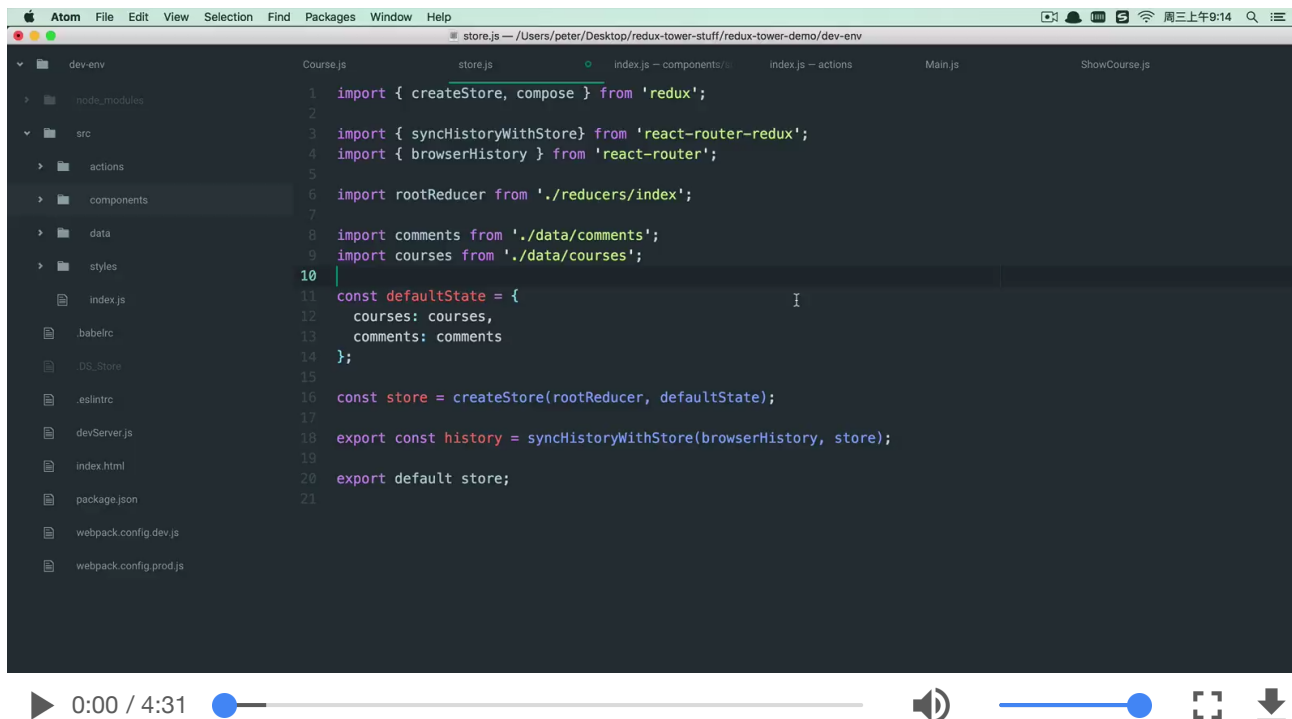 Atom File Edit View Selection Find Packages Window Help 周三上午9:14
store.js — /Users/peter/Desktop/redux-tower-stuff/redux-tower-demo/dev-env
dev-env
node_modules
src
actions
components
data
styles
index.js
.babelrc
.DS_Store
.eslintrc
devServer.js
index.html
package.json
webpack.config.dev.js
webpack.config.prod.js
Course.js store.js index.js — components/ index.js — actions Main.js ShowCourse.js
1 import { createStore, compose } from 'redux';
2
3 import { syncHistoryWithStore} from 'react-router-redux';
4 import { browserHistory } from 'react-router';
5
6 import rootReducer from './reducers/index';
7
8 import comments from './data/comments';
9 import courses from './data/courses';
10
11 const defaultState = {
12 courses: courses,
13 comments: comments
14 };
15
16 const store = createStore(rootReducer, defaultState);
17
18 export const history = syncHistoryWithStore(browserHistory, store);
19
20 export default store;
21
0:00 / 4:31